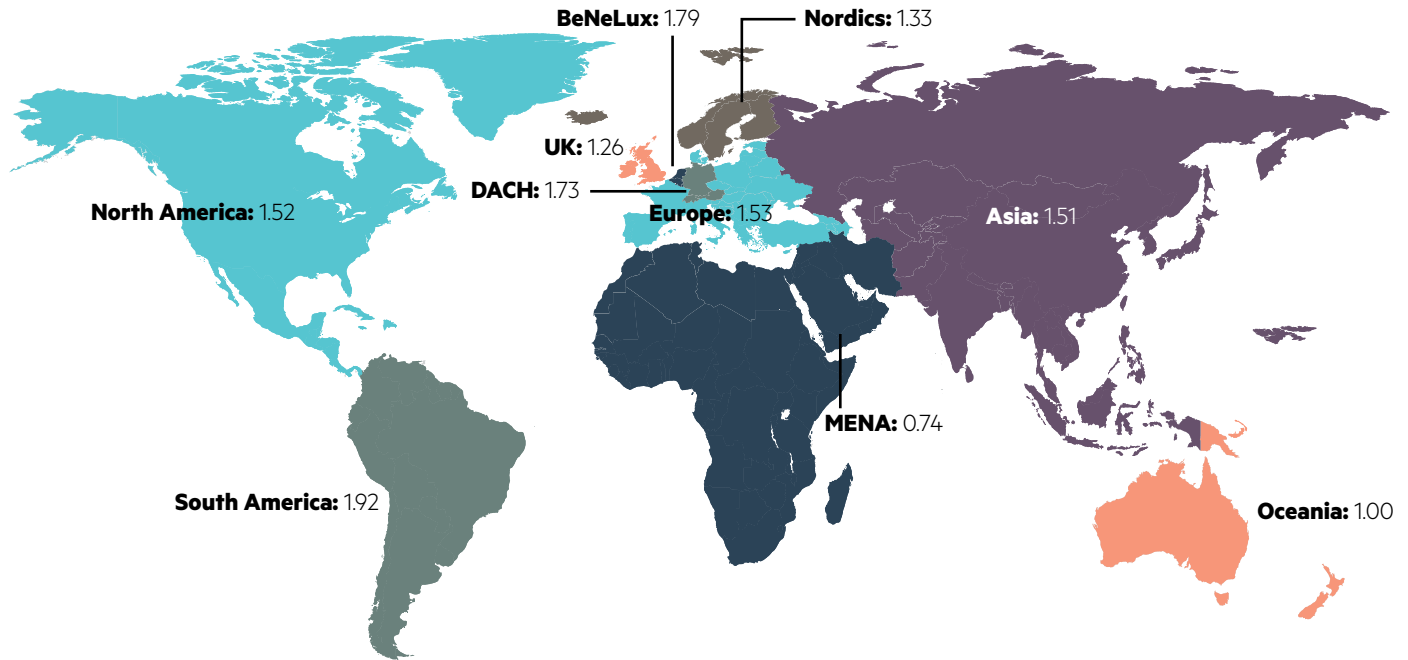 BeNeLux: 1.79
Nordics: 1.33
UK: 1.26
DACH: 1.73
North America: 1.52
Europe: 1.53
Asia: 1.51
MENA: 0.74
South America: 1.92
Oceania: 1.00